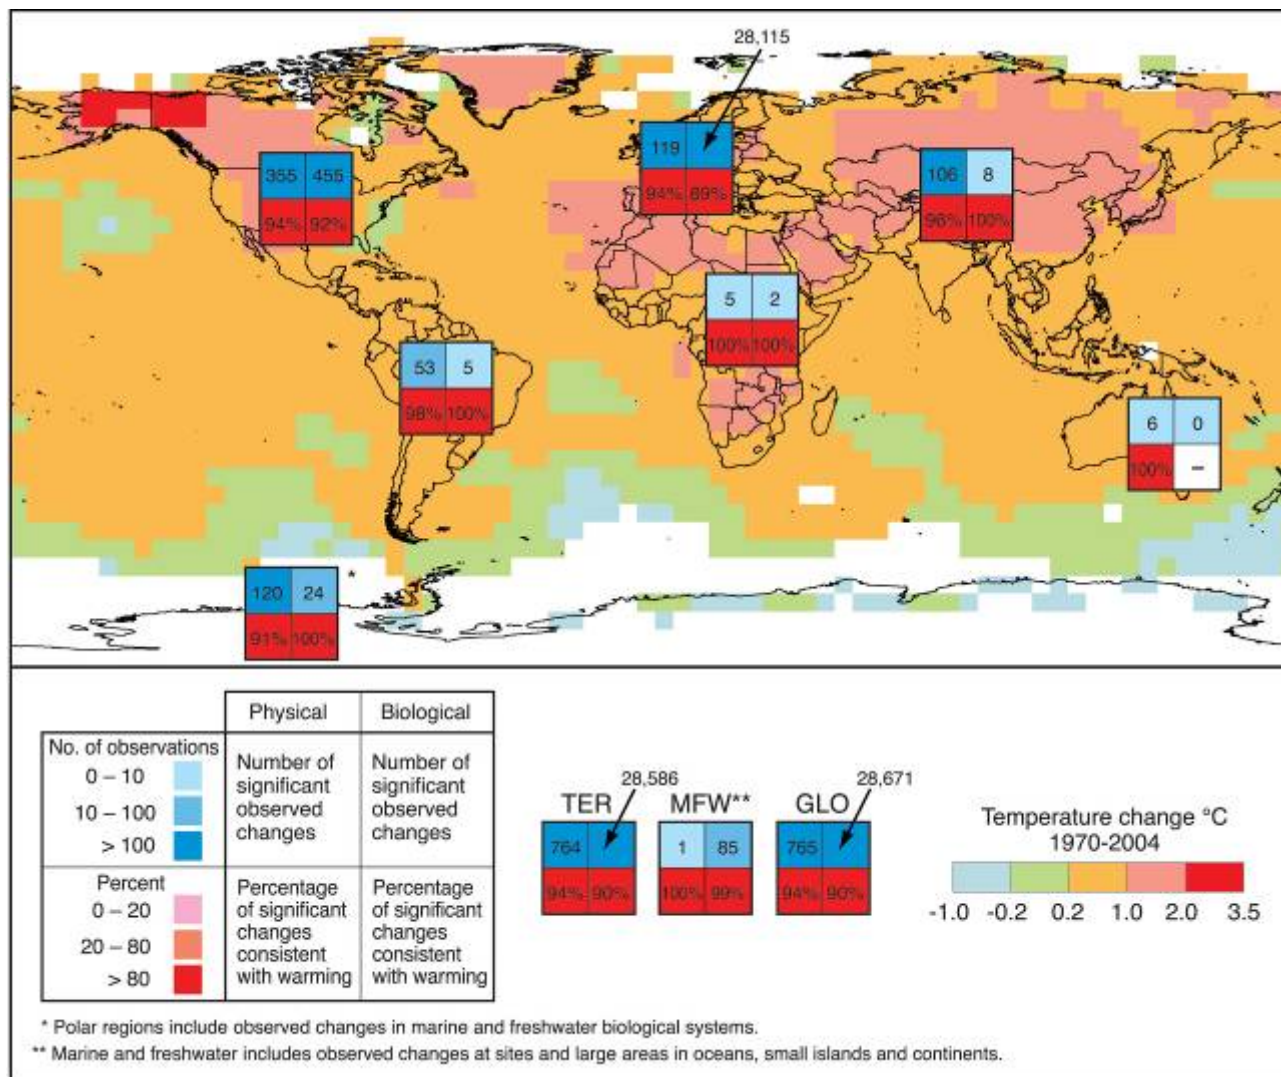 28,115
119
94% 89%
355 455
94% 92%
106 8
96% 100%
5 2
100% 100%
53 5
98% 100%
6 0
100% –
120 24 *
91% 100%
Physical Biological
No. of observations
0 – 10
10 – 100
> 100
Number of significant observed changes
Number of significant observed changes
Percent
0 – 20
20 – 80
> 80
Percentage of significant changes consistent with warming
Percentage of significant changes consistent with warming
28,586
TER
764
94% 90%
MFW**
1 85
100% 99%
28,671
GLO
765
94% 90%
Temperature change °C
1970-2004
-1.0 -0.2 0.2 1.0 2.0 3.5
* Polar regions include observed changes in marine and freshwater biological systems.
** Marine and freshwater includes observed changes at sites and large areas in oceans, small islands and continents.